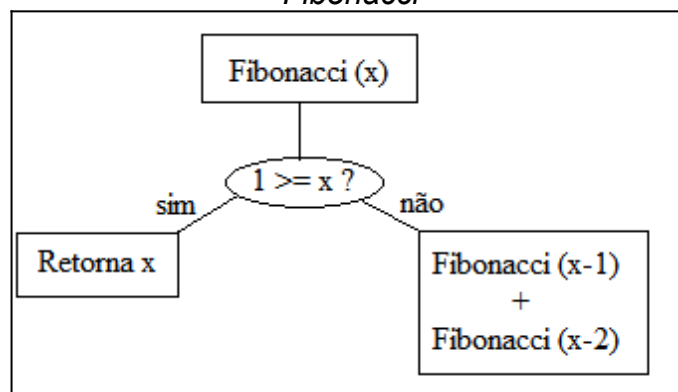 Fibonacci
Fibonacci (x)
1 >= x ?
sim
não
Retorna x
Fibonacci (x-1)
+
Fibonacci (x-2)